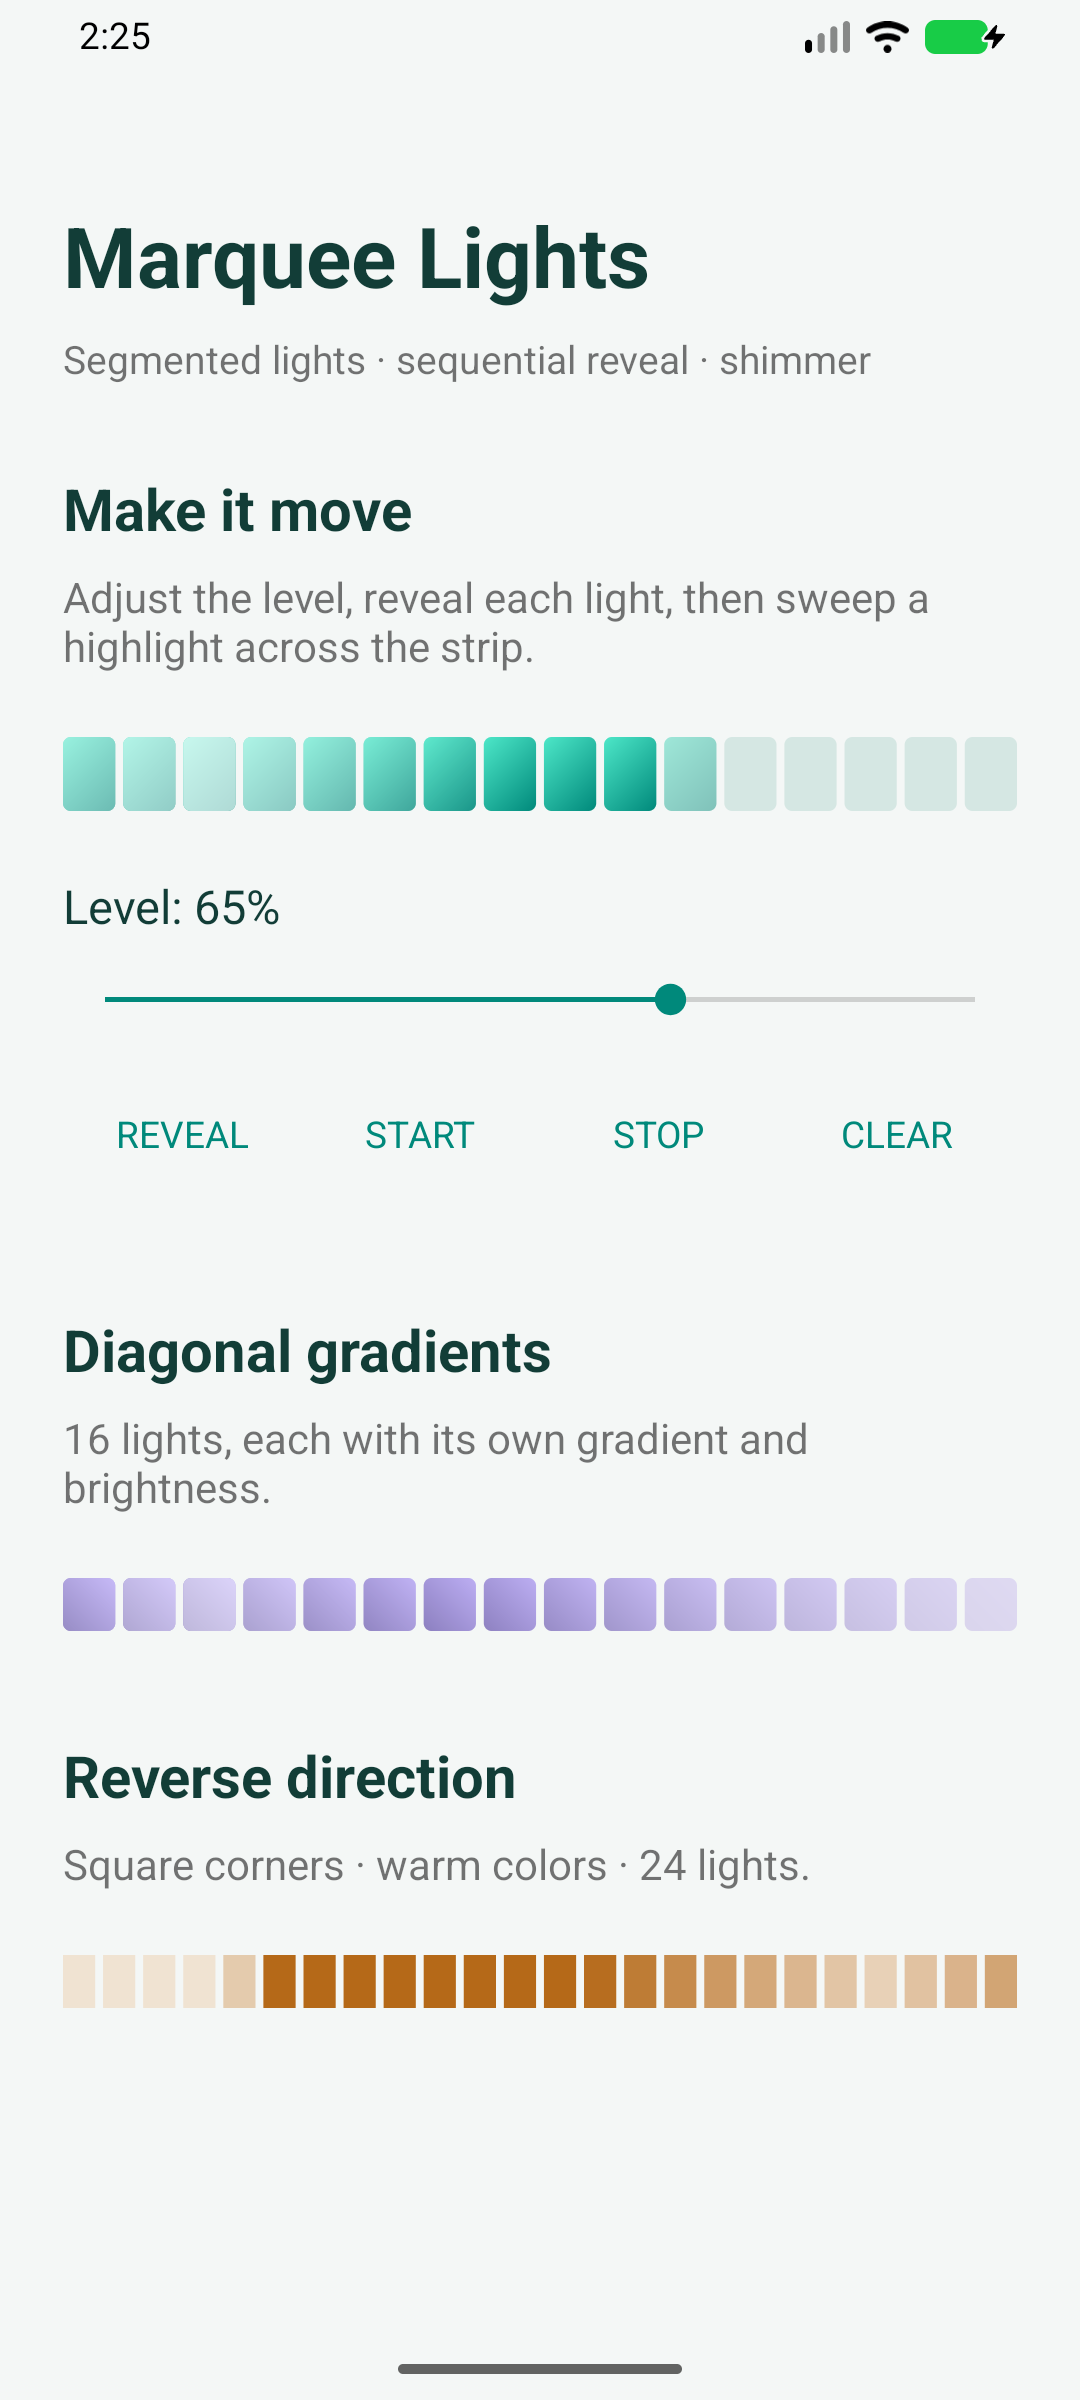 2:25
Marquee Lights
Segmented lights · sequential reveal · shimmer
Make it move
Adjust the level, reveal each light, then sweep a
highlight across the strip.
Level: 65%
REVEAL START STOP CLEAR
Diagonal gradients
16 lights, each with its own gradient and
brightness.
Reverse direction
Square corners · warm colors · 24 lights.